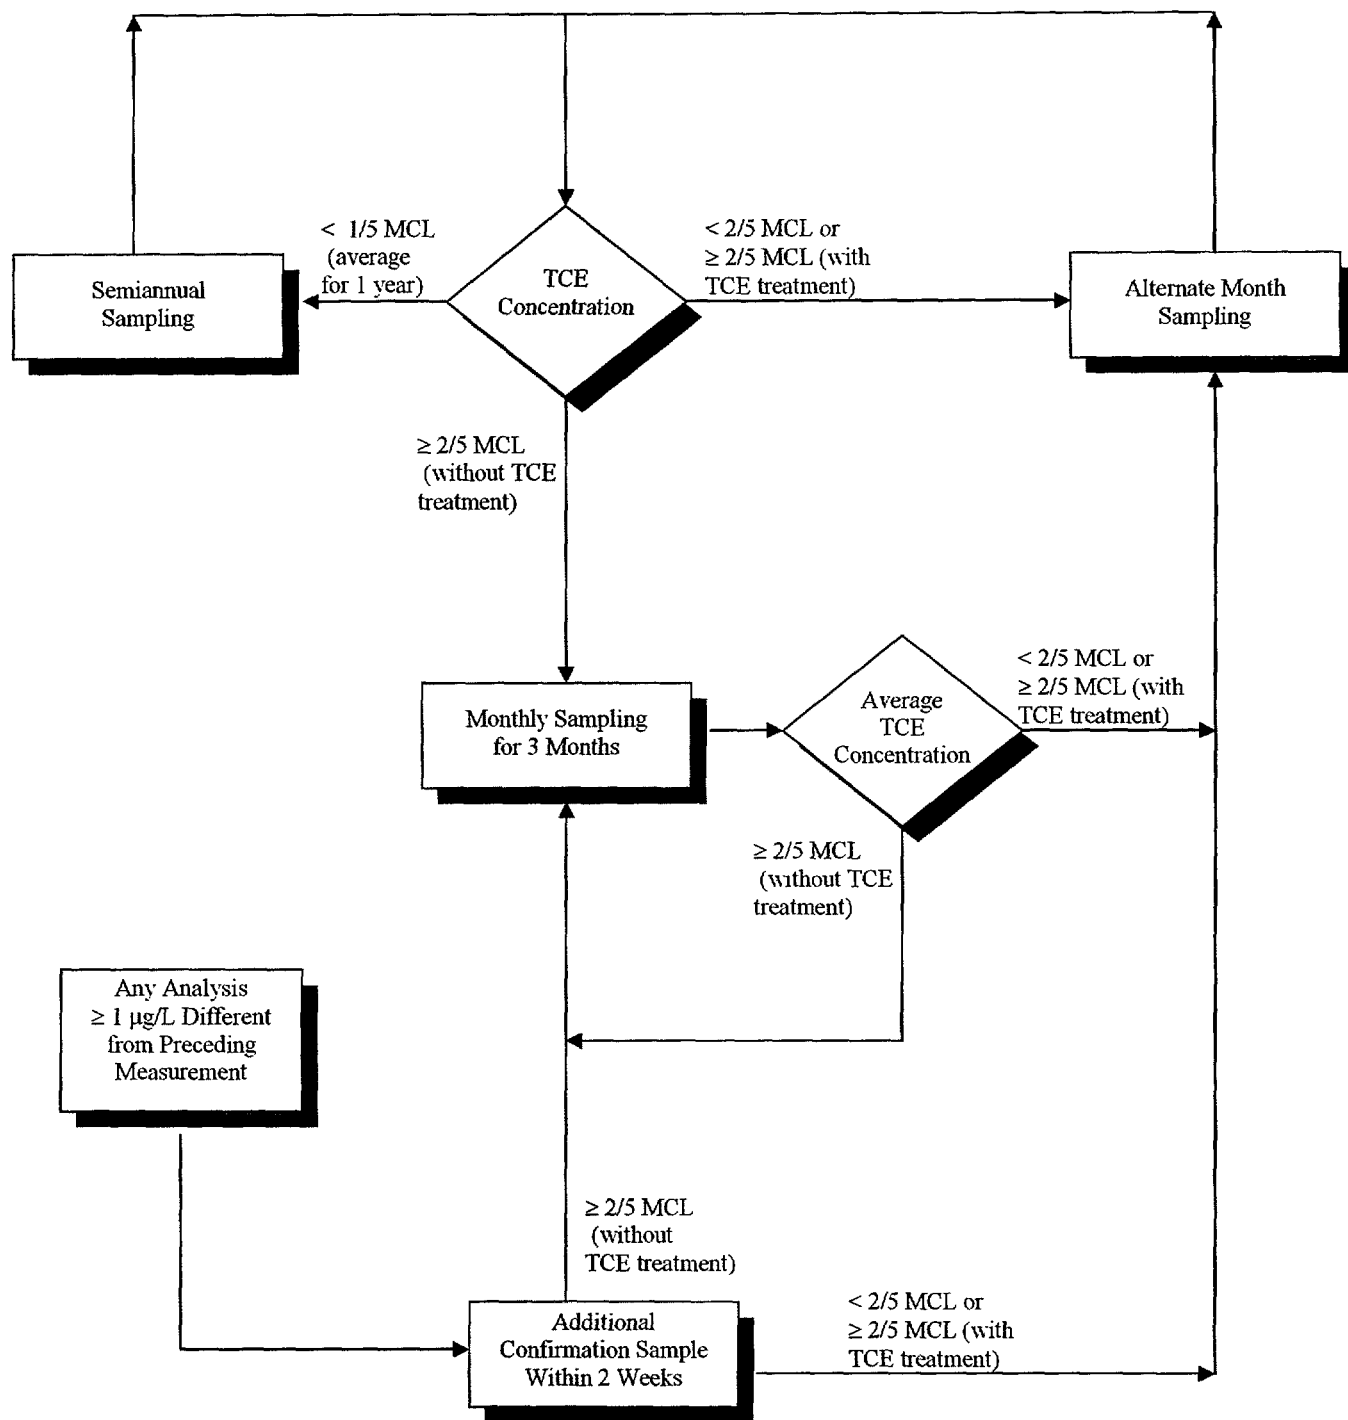 < 1/5 MCL
(average
for 1 year)
< 2/5 MCL or
≥ 2/5 MCL (with
TCE treatment)
Semiannual
Sampling
TCE
Concentration
Alternate Month
Sampling
≥ 2/5 MCL
(without TCE
treatment)
Monthly Sampling
for 3 Months
Average
TCE
Concentration
< 2/5 MCL or
≥ 2/5 MCL (with
TCE treatment)
≥ 2/5 MCL
(without TCE
treatment)
Any Analysis
≥ 1 µg/L Different
from Preceding
Measurement
≥ 2/5 MCL
(without
TCE treatment)
Additional
Confirmation Sample
Within 2 Weeks
< 2/5 MCL or
≥ 2/5 MCL (with
TCE treatment)